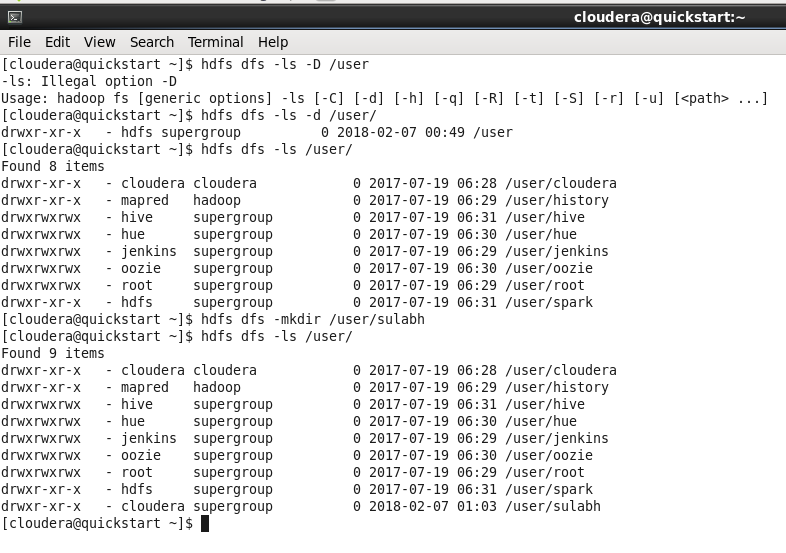 cloudera@quickstart:~
File Edit View Search Terminal Help
[cloudera@quickstart ~]$ hdfs dfs -ls -D /user
-ls: Illegal option -D
Usage: hadoop fs [generic options] -ls [-C] [-d] [-h] [-q] [-R] [-t] [-S] [-r] [-u] [<path> ...]
[cloudera@quickstart ~]$ hdfs dfs -ls -d /user/
drwxr-xr-x   - hdfs supergroup          0 2018-02-07 00:49 /user
[cloudera@quickstart ~]$ hdfs dfs -ls /user/
Found 8 items
drwxr-xr-x   - cloudera cloudera            0 2017-07-19 06:28 /user/cloudera
drwxr-xr-x   - mapred   hadoop              0 2017-07-19 06:29 /user/history
drwxrwxrwx   - hive     supergroup          0 2017-07-19 06:31 /user/hive
drwxrwxrwx   - hue      supergroup          0 2017-07-19 06:30 /user/hue
drwxrwxrwx   - jenkins  supergroup          0 2017-07-19 06:29 /user/jenkins
drwxrwxrwx   - oozie    supergroup          0 2017-07-19 06:30 /user/oozie
drwxrwxrwx   - root     supergroup          0 2017-07-19 06:29 /user/root
drwxr-xr-x   - hdfs     supergroup          0 2017-07-19 06:31 /user/spark
[cloudera@quickstart ~]$ hdfs dfs -mkdir /user/sulabh
[cloudera@quickstart ~]$ hdfs dfs -ls /user/
Found 9 items
drwxr-xr-x   - cloudera cloudera            0 2017-07-19 06:28 /user/cloudera
drwxr-xr-x   - mapred   hadoop              0 2017-07-19 06:29 /user/history
drwxrwxrwx   - hive     supergroup          0 2017-07-19 06:31 /user/hive
drwxrwxrwx   - hue      supergroup          0 2017-07-19 06:30 /user/hue
drwxrwxrwx   - jenkins  supergroup          0 2017-07-19 06:29 /user/jenkins
drwxrwxrwx   - oozie    supergroup          0 2017-07-19 06:30 /user/oozie
drwxrwxrwx   - root     supergroup          0 2017-07-19 06:29 /user/root
drwxr-xr-x   - hdfs     supergroup          0 2017-07-19 06:31 /user/spark
drwxr-xr-x   - cloudera supergroup          0 2018-02-07 01:03 /user/sulabh
[cloudera@quickstart ~]$